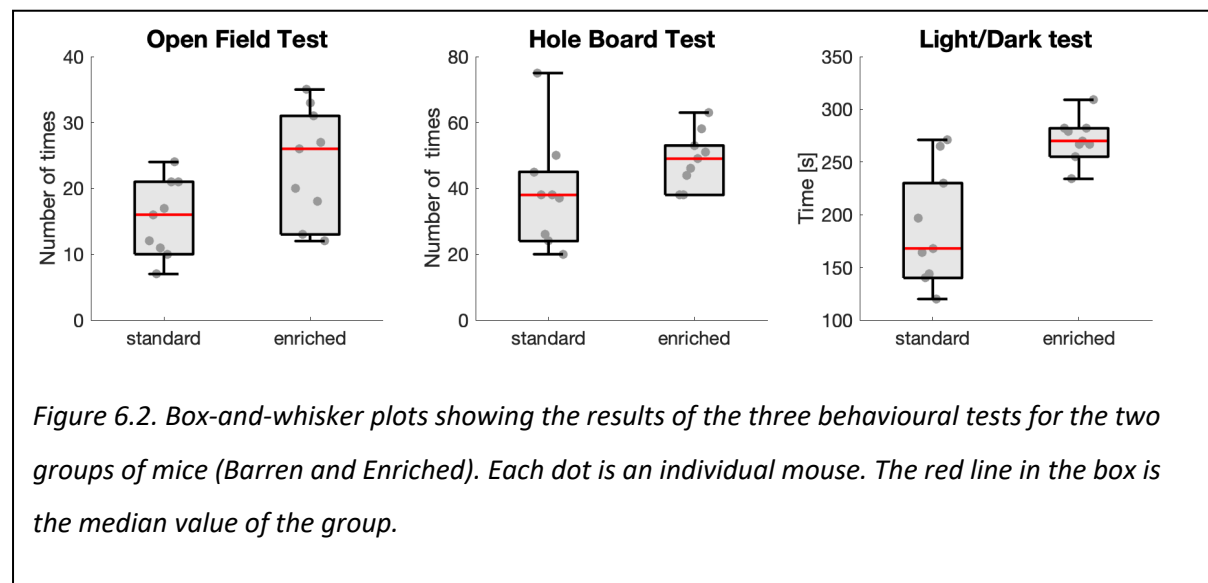 Open Field Test
Hole Board Test
Light/Dark test
40
30
20
10
0
Number of times
standard
enriched
80
60
40
20
0
Number of times
standard
enriched
350
300
250
200
150
100
Time [s]
standard
enriched
Figure 6.2. Box-and-whisker plots showing the results of the three behavioural tests for the two
groups of mice (Barren and Enriched). Each dot is an individual mouse. The red line in the box is
the median value of the group.